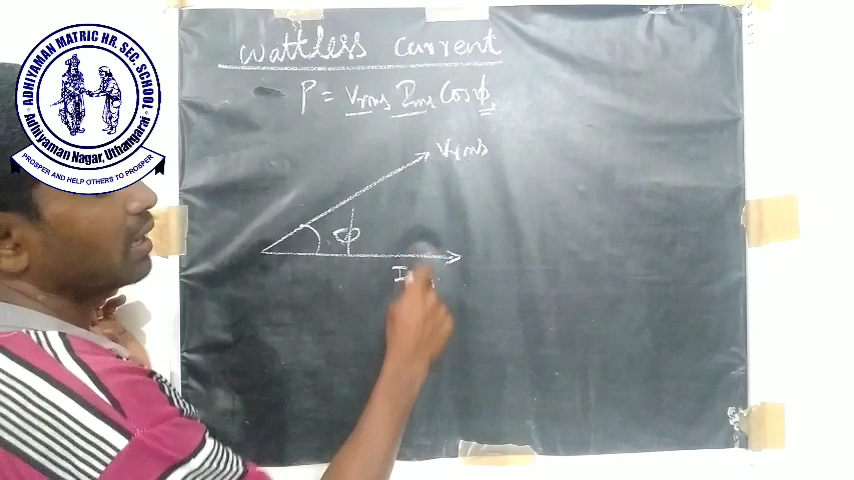 ADHIYAMAN MATRIC HR. SEC. SCHOOL
Adhiyaman Nagar, Uthangarai
PROSPER AND HELP OTHERS TO PROSPER
Wattless Current
P = Vrms Irms Cosϕ
Vrms
ϕ
I